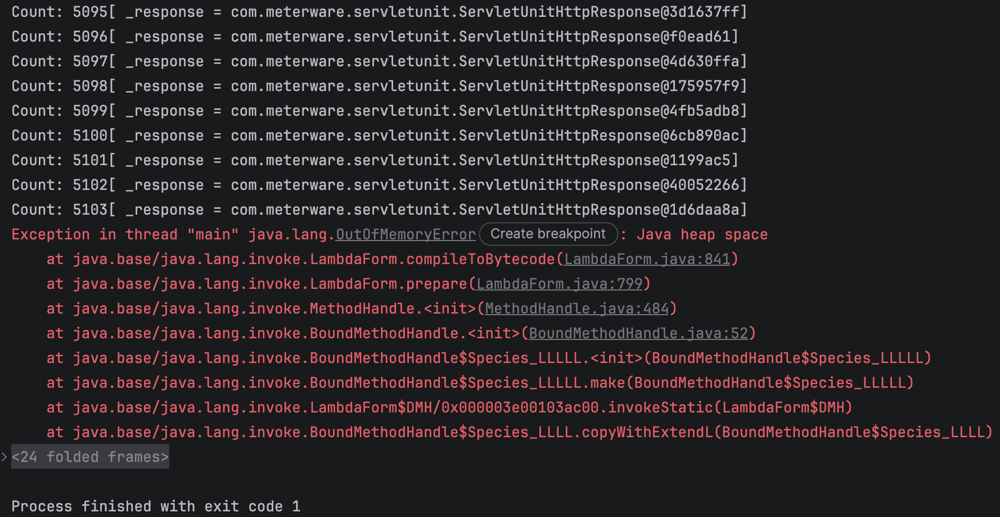 Count: 5095[ _response = com.meterware.servletunit.ServletUnitHttpResponse@3d1637ff]
Count: 5096[ _response = com.meterware.servletunit.ServletUnitHttpResponse@f0ead61]
Count: 5097[ _response = com.meterware.servletunit.ServletUnitHttpResponse@4d630ffa]
Count: 5098[ _response = com.meterware.servletunit.ServletUnitHttpResponse@175957f9]
Count: 5099[ _response = com.meterware.servletunit.ServletUnitHttpResponse@4fb5adb8]
Count: 5100[ _response = com.meterware.servletunit.ServletUnitHttpResponse@6cb890ac]
Count: 5101[ _response = com.meterware.servletunit.ServletUnitHttpResponse@1199ac5]
Count: 5102[ _response = com.meterware.servletunit.ServletUnitHttpResponse@40052266]
Count: 5103[ _response = com.meterware.servletunit.ServletUnitHttpResponse@1d6daa8a]
Exception in thread "main" java.lang.OutOfMemoryError Create breakpoint : Java heap space
at java.base/java.lang.invoke.LambdaForm.compileToBytecode(LambdaForm.java:841)
at java.base/java.lang.invoke.LambdaForm.prepare(LambdaForm.java:799)
at java.base/java.lang.invoke.MethodHandle.<init>(MethodHandle.java:484)
at java.base/java.lang.invoke.BoundMethodHandle.<init>(BoundMethodHandle.java:52)
at java.base/java.lang.invoke.BoundMethodHandle$Species_LLLLL.<init>(BoundMethodHandle$Species_LLLLL)
at java.base/java.lang.invoke.BoundMethodHandle$Species_LLLLL.make(BoundMethodHandle$Species_LLLLL)
at java.base/java.lang.invoke.LambdaForm$DMH/0x000003e00103ac00.invokeStatic(LambdaForm$DMH)
at java.base/java.lang.invoke.BoundMethodHandle$Species_LLLL.copyWithExtendL(BoundMethodHandle$Species_LLLL)
<24 folded frames>
Process finished with exit code 1